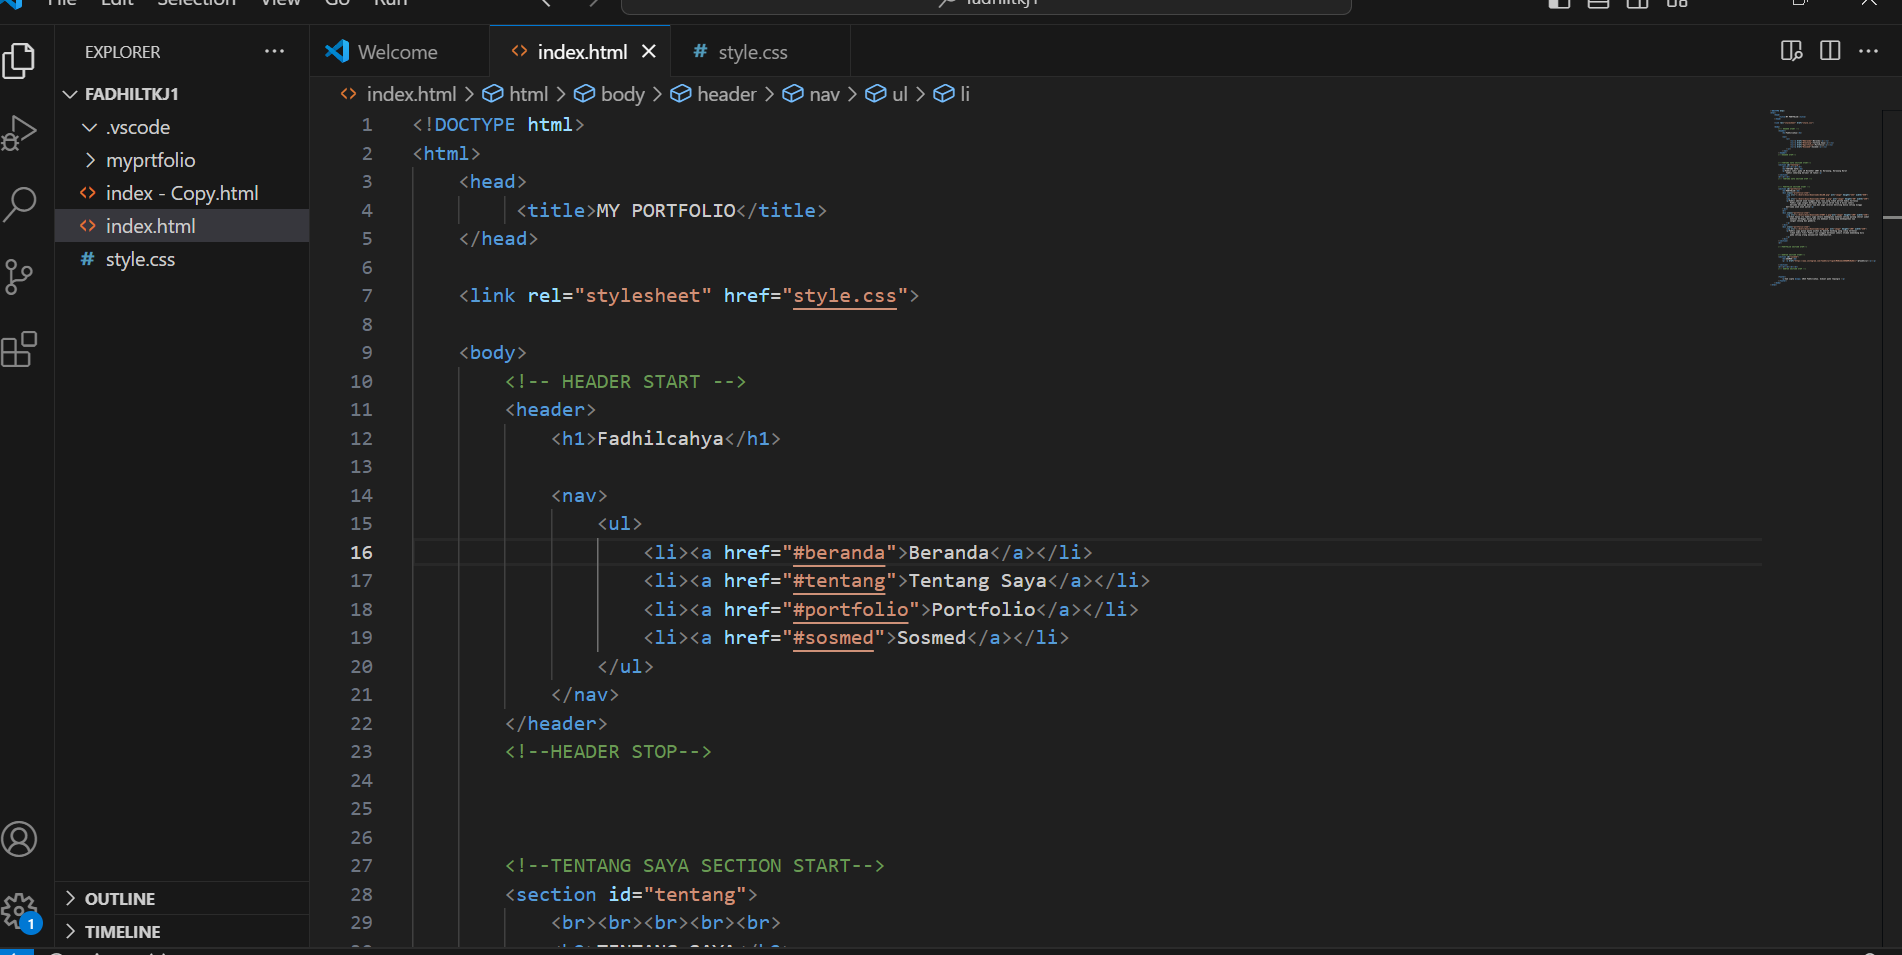 File Edit Selection View Go Run
fadhiltkj1
EXPLORER
Welcome
index.html
style.css
FADHILTKJ1
.vscode
myprtfolio
index - Copy.html
index.html
style.css
index.html > html > body > header > nav > ul > li
1 <!DOCTYPE html>
2 <html>
3 <head>
4 <title>MY PORTFOLIO</title>
5 </head>
6
7 <link rel="stylesheet" href="style.css">
8
9 <body>
10 <!-- HEADER START -->
11 <header>
12 <h1>Fadhilcahya</h1>
13
14 <nav>
15 <ul>
16 <li><a href="#beranda">Beranda</a></li>
17 <li><a href="#tentang">Tentang Saya</a></li>
18 <li><a href="#portfolio">Portfolio</a></li>
19 <li><a href="#sosmed">Sosmed</a></li>
20 </ul>
21 </nav>
22 </header>
23 <!--HEADER STOP-->
24
25
26
27 <!--TENTANG SAYA SECTION START-->
28 <section id="tentang">
29 <br><br><br><br><br>
OUTLINE
1
TIMELINE